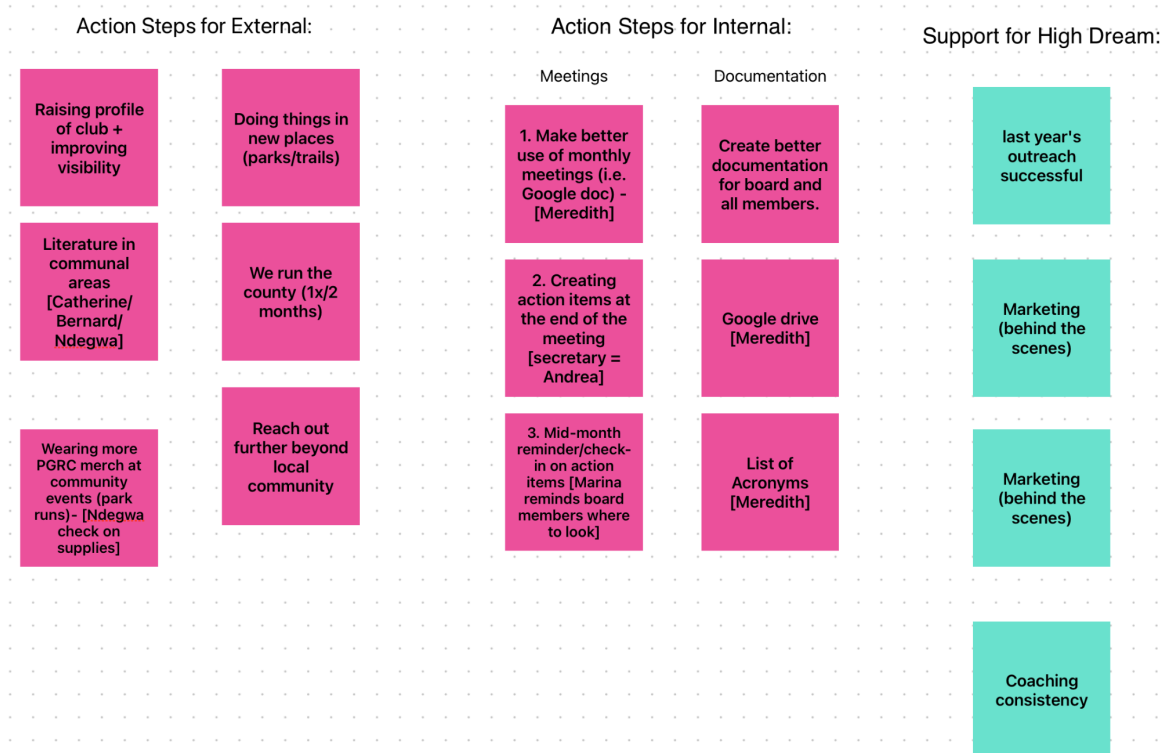 Action Steps for External:
Raising profile
of club +
improving
visibility
Doing things in
new places
(parks/trails)
Literature in
communal
areas
[Catherine/
Bernard/
Ndegwa]
We run the
county (1x/2
months)
Wearing more
PGRC merch at
community
events (park
runs)- [Ndegwa
check on
supplies]
Reach out
further beyond
local
community
Action Steps for Internal:
Meetings
1. Make better
use of monthly
meetings (i.e.
Google doc) -
[Meredith]
2. Creating
action items at
the end of the
meeting
[secretary =
Andrea]
3. Mid-month
reminder/check-
in on action
items [Marina
reminds board
members where
to look]
Documentation
Create better
documentation
for board and
all members.
Google drive
[Meredith]
List of
Acronyms
[Meredith]
Support for High Dream:
last year's
outreach
successful
Marketing
(behind the
scenes)
Marketing
(behind the
scenes)
Coaching
consistency